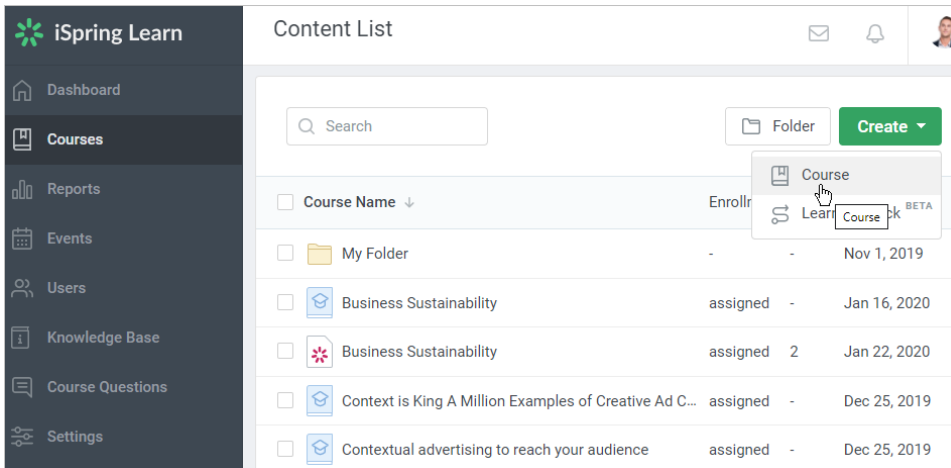 iSpring Learn
Content List
Dashboard
Courses
Reports
Events
Users
Knowledge Base
Course Questions
Settings
Search
Folder
Create
Course
BETA
Course
Course Name
My Folder - - Nov 1, 2019
Business Sustainability assigned - Jan 16, 2020
Business Sustainability assigned 2 Jan 22, 2020
Context is King A Million Examples of Creative Ad C... assigned - Dec 25, 2019
Contextual advertising to reach your audience assigned - Dec 25, 2019